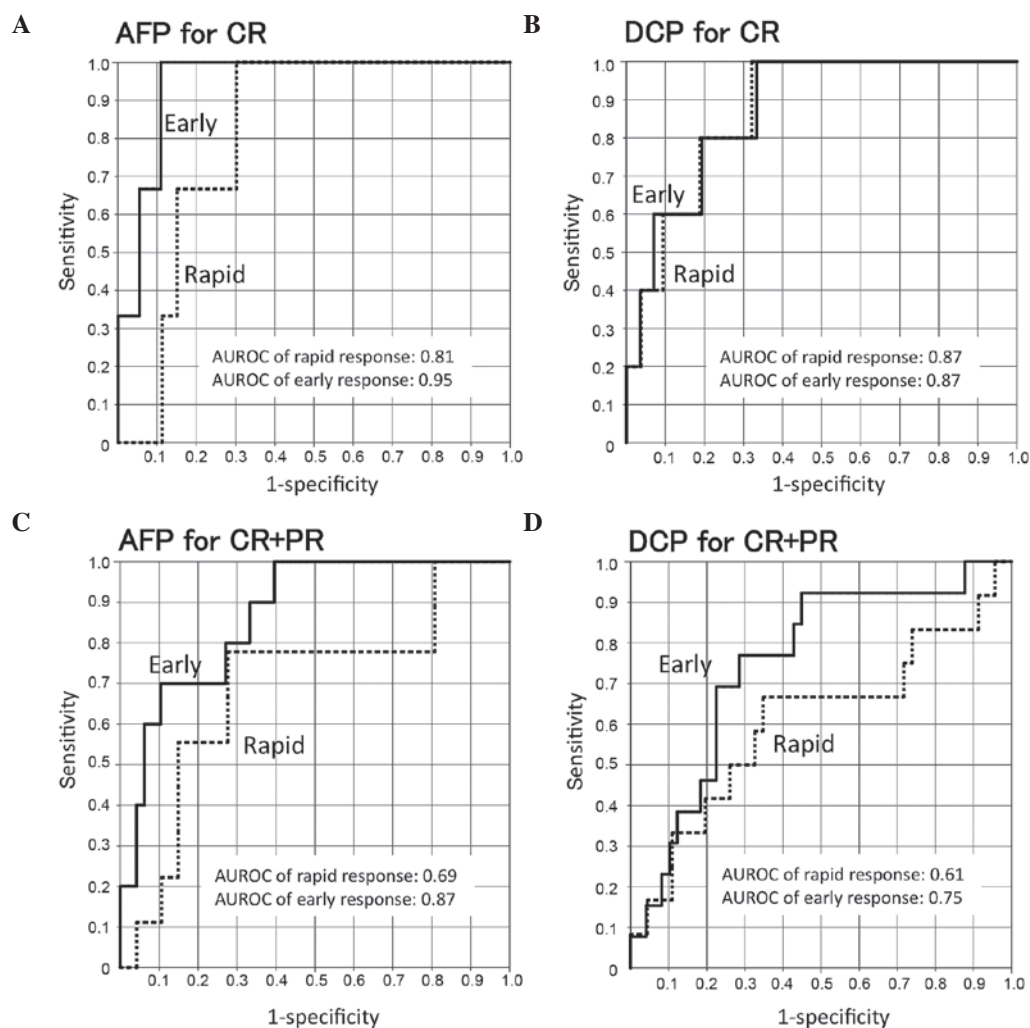 A
AFP for CR
1.0
0.9
0.8
0.7
0.6
0.5
0.4
0.3
0.2
0.1
0
Sensitivity
Early
Rapid
AUROC of rapid response: 0.81
AUROC of early response: 0.95
0.1 0.2 0.3 0.4 0.5 0.6 0.7 0.8 0.9 1.0
1-specificity
B
DCP for CR
1.0
0.9
0.8
0.7
0.6
0.5
0.4
0.3
0.2
0.1
0
Sensitivity
Early
Rapid
AUROC of rapid response: 0.87
AUROC of early response: 0.87
0.1 0.2 0.3 0.4 0.5 0.6 0.7 0.8 0.9 1.0
1-specificity
C
AFP for CR+PR
1.0
0.9
0.8
0.7
0.6
0.5
0.4
0.3
0.2
0.1
0
Sensitivity
Early
Rapid
AUROC of rapid response: 0.69
AUROC of early response: 0.87
0.1 0.2 0.3 0.4 0.5 0.6 0.7 0.8 0.9 1.0
1-specificity
D
DCP for CR+PR
1.0
0.9
0.8
0.7
0.6
0.5
0.4
0.3
0.2
0.1
0
Sensitivity
Early
Rapid
AUROC of rapid response: 0.61
AUROC of early response: 0.75
0.1 0.2 0.3 0.4 0.5 0.6 0.7 0.8 0.9 1.0
1-specificity